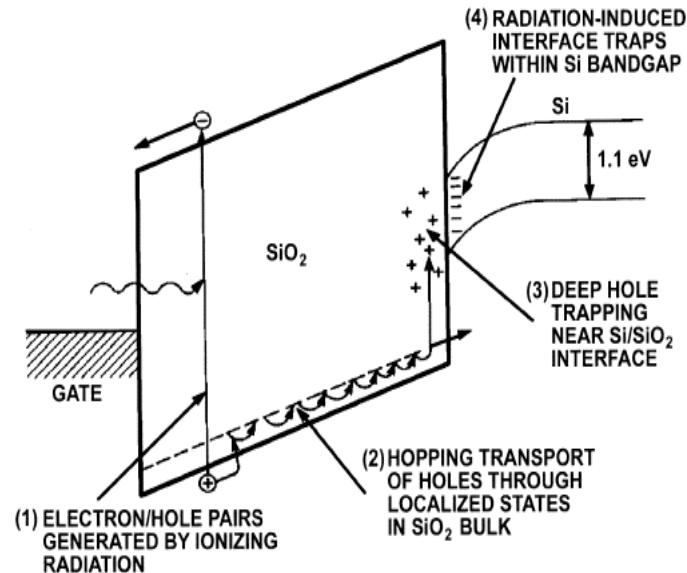 (4) RADIATION-INDUCED
INTERFACE TRAPS
WITHIN Si BANDGAP
Si
1.1 eV
SiO₂
(3) DEEP HOLE
TRAPPING
NEAR Si/SiO₂
INTERFACE
GATE
(2) HOPPING TRANSPORT
OF HOLES THROUGH
LOCALIZED STATES
IN SiO₂ BULK
(1) ELECTRON/HOLE PAIRS
GENERATED BY IONIZING
RADIATION